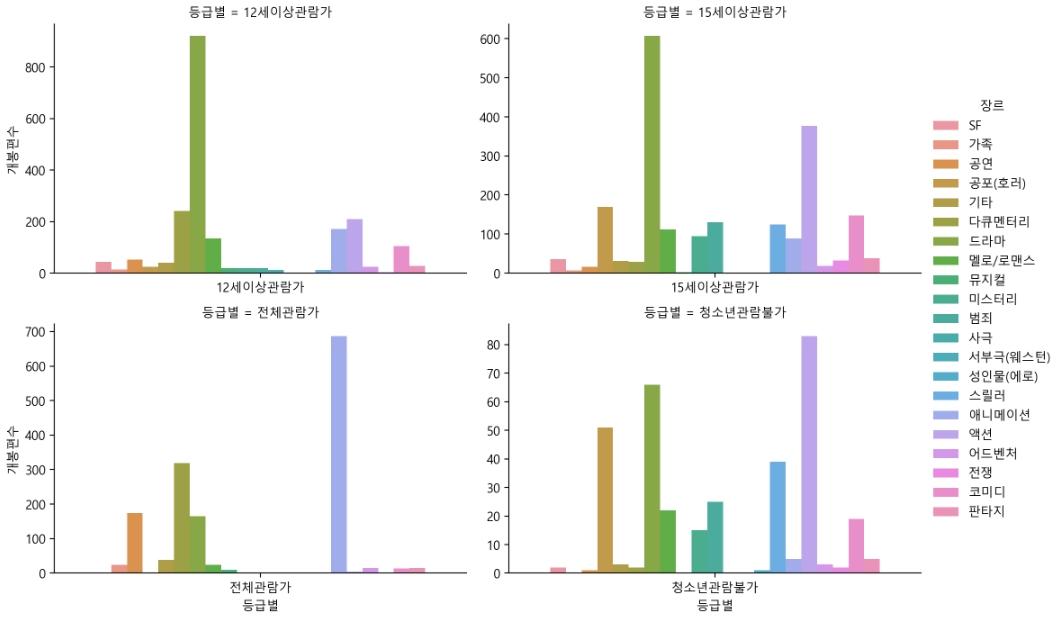 등급별 = 12세이상관람가
800
600
400
200
0
개봉편수
12세이상관람가
등급별 = 15세이상관람가
600
500
400
300
200
100
0
15세이상관람가
등급별 = 전체관람가
700
600
500
400
300
200
100
0
개봉편수
전체관람가
등급별
등급별 = 청소년관람불가
80
70
60
50
40
30
20
10
0
청소년관람불가
등급별
장르
SF
가족
공연
공포(호러)
기타
다큐멘터리
드라마
멜로/로맨스
뮤지컬
미스터리
범죄
사극
서부극(웨스턴)
성인물(에로)
스릴러
애니메이션
액션
어드벤처
전쟁
코미디
판타지